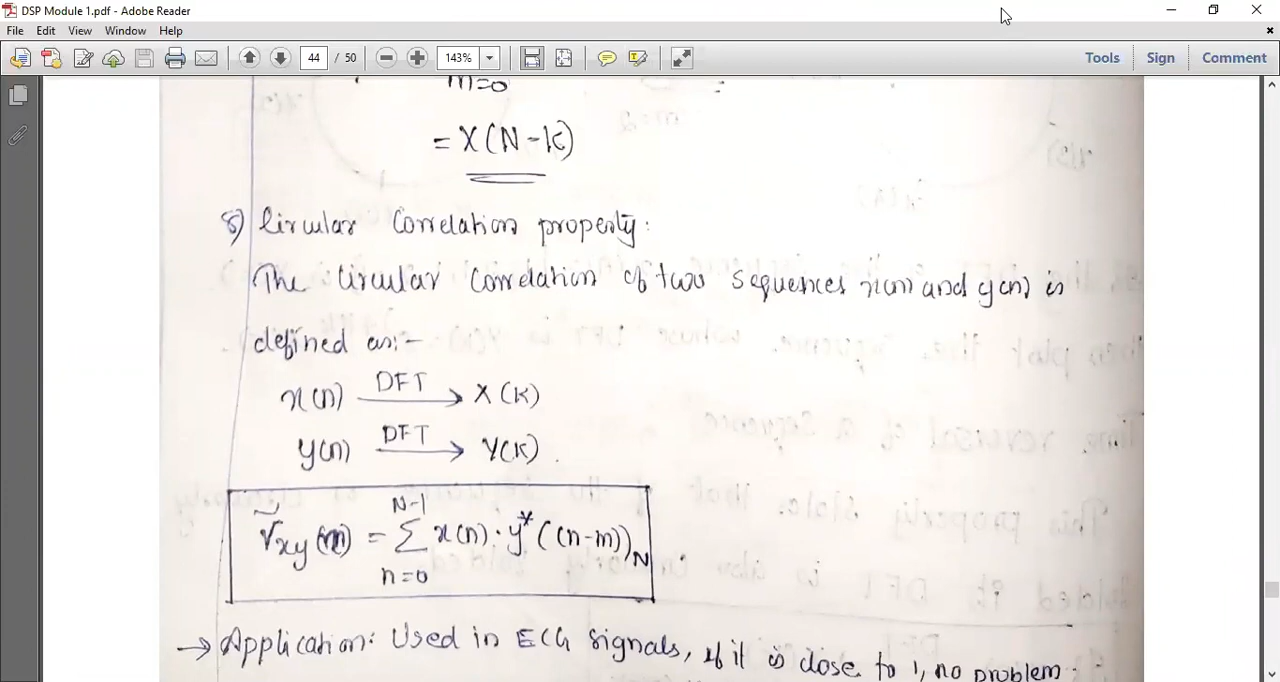 DSP Module 1.pdf - Adobe Reader
File Edit View Window Help
44 / 50 143% Tools Sign Comment
m=0
= X(N-K)
8) Circular Correlation property:
The Circular Correlation of two sequences x(n) and y(n) is
defined as:-
x(n) DFT → X(K)
y(n) DFT → Y(K).
r̃xy(m) = N-1 Σ n=0 x(n) . y*((n-m))N
→ Application: Used in ECG signals, if it is close to 1, no problem.